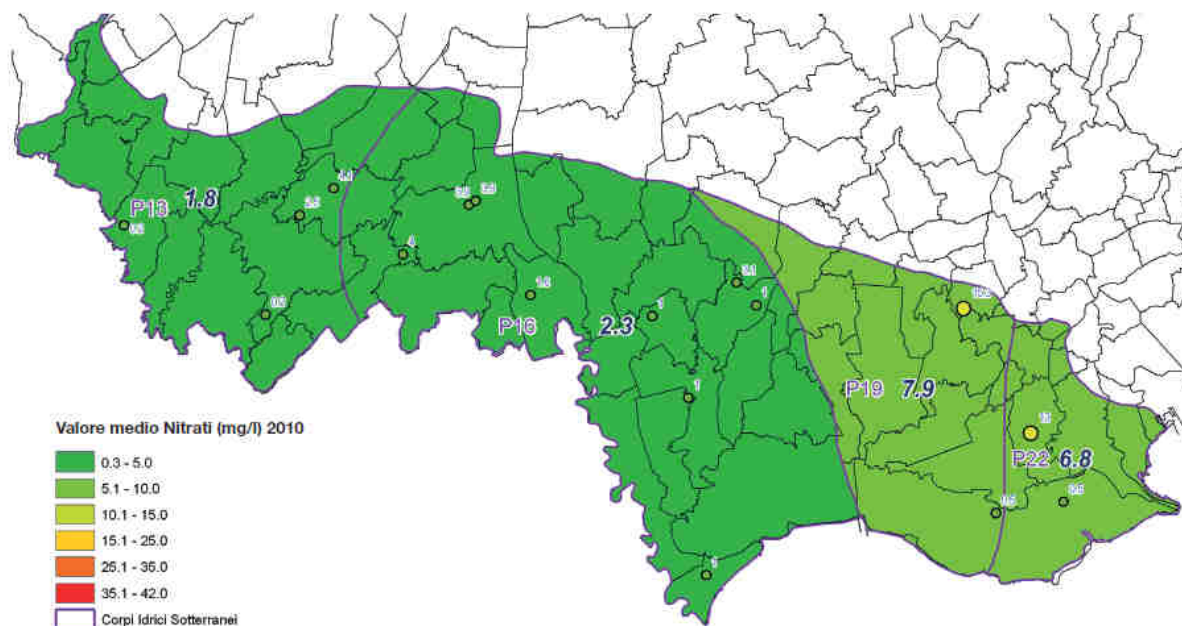 P13 1.8
P16 2.3
P19 7.9
P22 6.8
4
1
1
1
1
Valore medio Nitrati (mg/l) 2010
0.3 - 5.0
5.1 - 10.0
10.1 - 15.0
15.1 - 25.0
25.1 - 35.0
35.1 - 42.0
Corpi Idrici Sotterranei